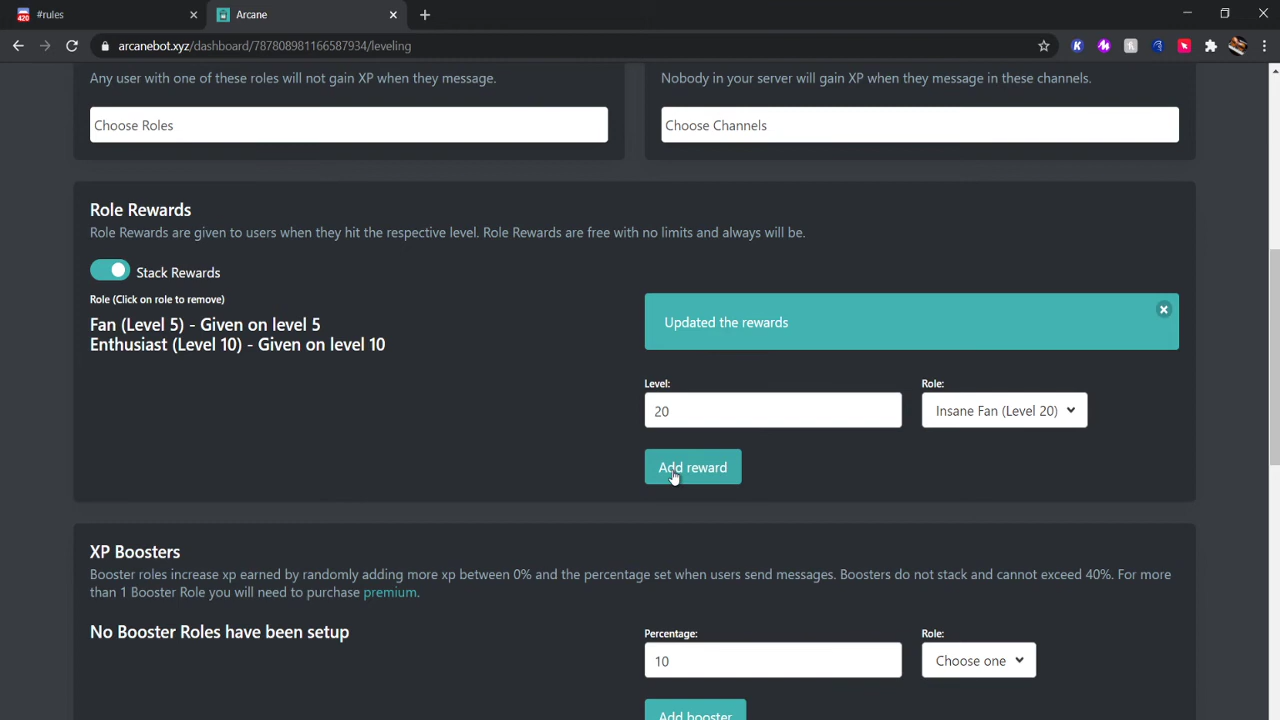 #rules
Arcane
arcanebot.xyz/dashboard/787808981166587934/leveling
Any user with one of these roles will not gain XP when they message.
Nobody in your server will gain XP when they message in these channels.
Choose Roles
Choose Channels
Role Rewards
Role Rewards are given to users when they hit the respective level. Role Rewards are free with no limits and always will be.
Stack Rewards
Role (Click on role to remove)
Fan (Level 5) - Given on level 5
Enthusiast (Level 10) - Given on level 10
Updated the rewards
Level:
Role:
20
Insane Fan (Level 20)
Add reward
XP Boosters
Booster roles increase xp earned by randomly adding more xp between 0% and the percentage set when users send messages. Boosters do not stack and cannot exceed 40%. For more
than 1 Booster Role you will need to purchase premium.
No Booster Roles have been setup
Percentage:
Role:
10
Choose one
Add booster